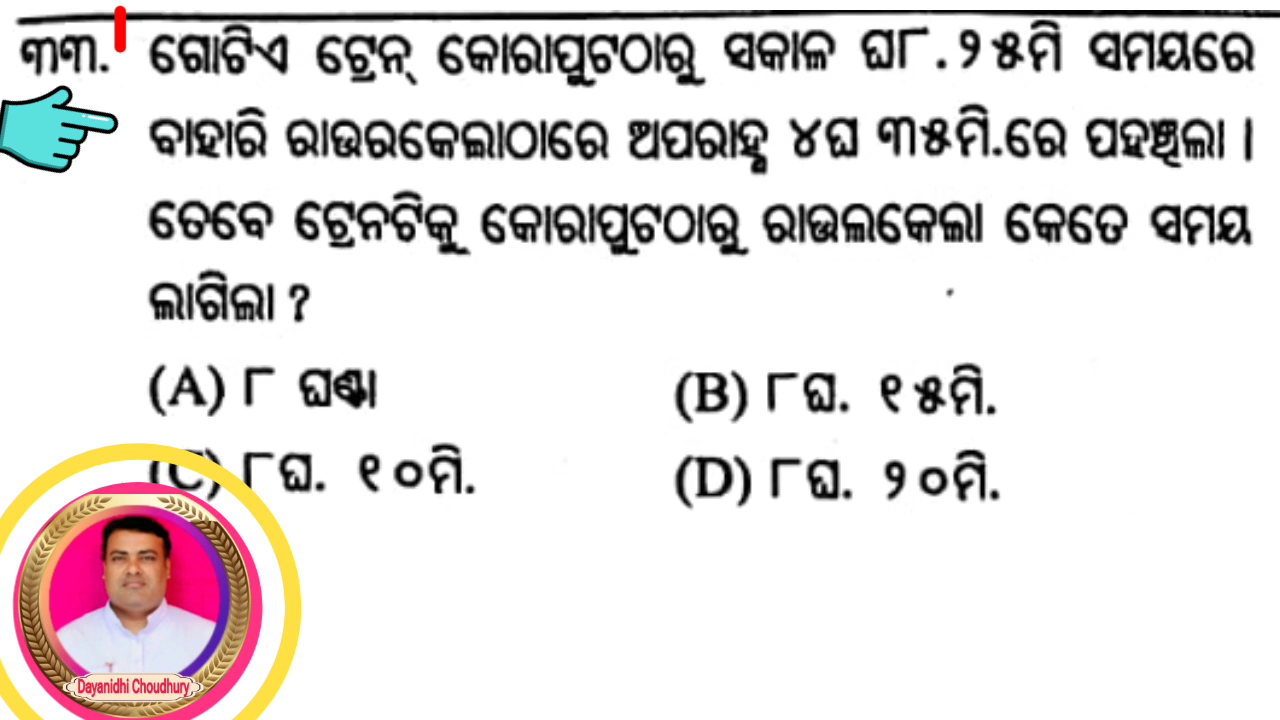 ୩୩. ଗୋଟିଏ ଟ୍ରେନ୍ କୋରାପୁଟଠାରୁ ସକାଳ ଘ୮.୨୫ମି ସମୟରେ
ବାହାରି ରାଉରକେଲାଠାରେ ଅପରାହ୍ଣ ୪ଘ ୩୫ମି.ରେ ପହଞ୍ଚିଲା ।
ତେବେ ଟ୍ରେନଟିକୁ କୋରାପୁଟଠାରୁ ରାଉଲକେଲା କେତେ ସମୟ
ଲାଗିଲା ?
(A) ୮ ଘଣ୍ଟା (B) ୮ଘ. ୧୫ମି.
(C) ୮ଘ. ୧୦ମି. (D) ୮ଘ. ୨୦ମି.
Dayanidhi Choudhury